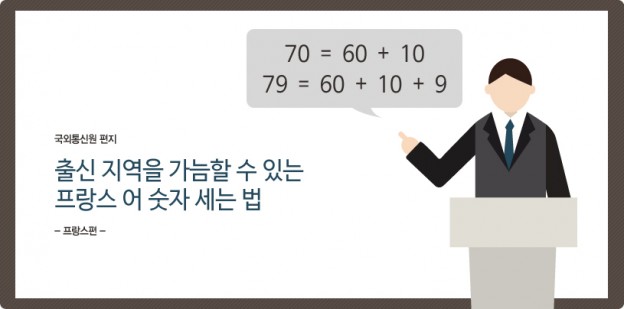 70 = 60 + 10
79 = 60 + 10 + 9
국외통신원 편지
출신 지역을 가늠할 수 있는
프랑스 어 숫자 세는 법
– 프랑스편 –